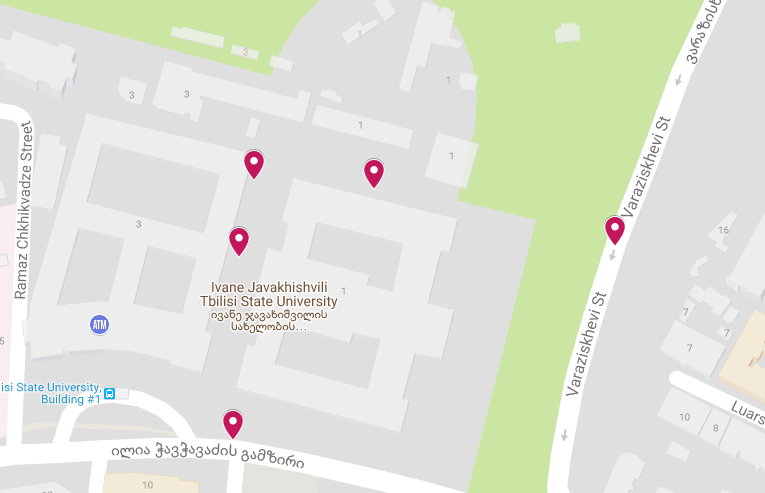 ვარაზისხ
3
3
3
1
1
1
Varaziskhevi St
Ramaz Chkhikvadze Street
3
16
Ivane Javakhishvili
Tbilisi State University
ივანე ჯავახიშვილის
სახელობის...
1
ATM
7
7
7
5
Varaziskhevi St
isi State University,
Building #1
Luars
10
8
ილია ჭავჭავაძის გამზირი
10